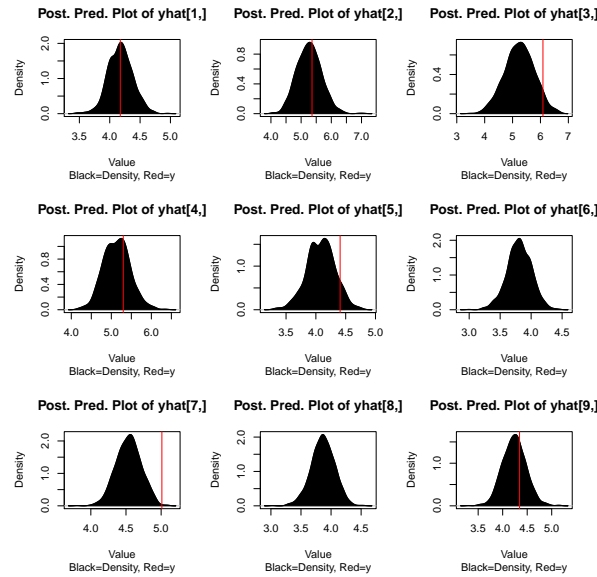 Post. Pred. Plot of yhat[1,]
Density
0.0 1.0 2.0
3.5 4.0 4.5 5.0
Value
Black=Density, Red=y
Post. Pred. Plot of yhat[2,]
Density
0.0 0.4 0.8
4.0 5.0 6.0 7.0
Value
Black=Density, Red=y
Post. Pred. Plot of yhat[3,]
Density
0.0 0.4
3 4 5 6 7
Value
Black=Density, Red=y
Post. Pred. Plot of yhat[4,]
Density
0.0 0.4 0.8
4.0 5.0 6.0
Value
Black=Density, Red=y
Post. Pred. Plot of yhat[5,]
Density
0.0 1.0
3.5 4.0 4.5 5.0
Value
Black=Density, Red=y
Post. Pred. Plot of yhat[6,]
Density
0.0 1.0 2.0
3.0 3.5 4.0 4.5
Value
Black=Density, Red=y
Post. Pred. Plot of yhat[7,]
Density
0.0 1.0 2.0
4.0 4.5 5.0
Value
Black=Density, Red=y
Post. Pred. Plot of yhat[8,]
Density
0.0 1.0 2.0
3.0 3.5 4.0 4.5
Value
Black=Density, Red=y
Post. Pred. Plot of yhat[9,]
Density
0.0 1.0
3.5 4.5 5.0
Value
Black=Density, Red=y